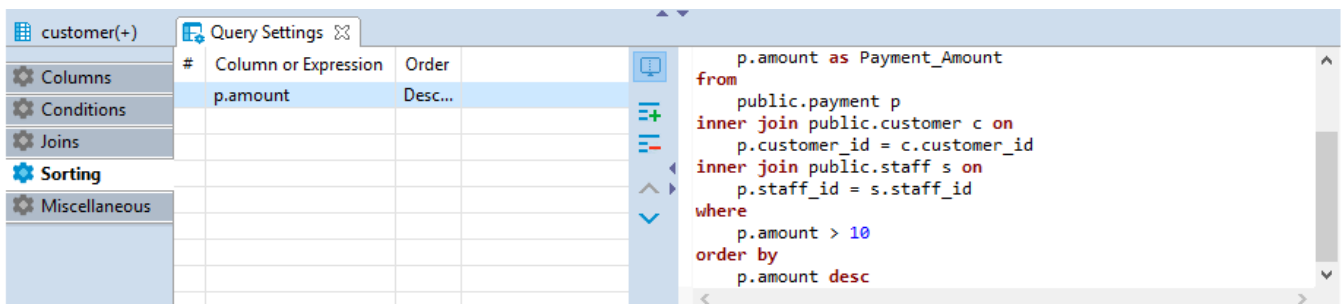 customer(+)
Query Settings
Columns
Conditions
Joins
Sorting
Miscellaneous
# Column or Expression Order
p.amount Desc...
p.amount as Payment_Amount
from
public.payment p
inner join public.customer c on
p.customer_id = c.customer_id
inner join public.staff s on
p.staff_id = s.staff_id
where
p.amount > 10
order by
p.amount desc